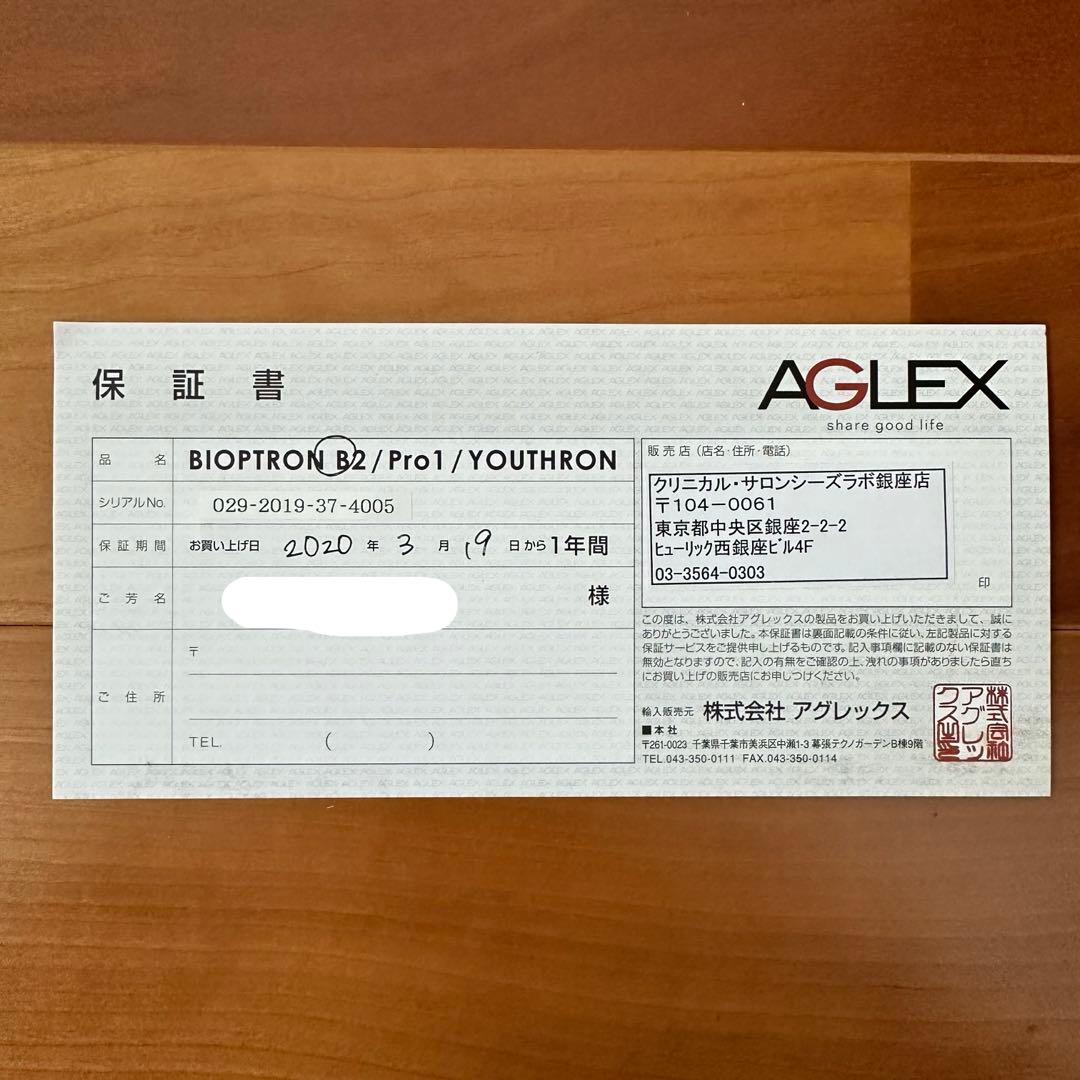 保証書
AGLEX
share good life
品名 BIOPTRON B2/Pro1/YOUTHRON
シリアルNo. 029-2019-37-4005
保証期間 お買い上げ日 2020 年 3 月 19 日から1年間
ご芳名 様
ご住所 〒
TEL. ( )
販売店(店名・住所・電話)
クリニカル・サロンシーズラボ銀座店
〒104-0061
東京都中央区銀座2-2-2
ヒューリック西銀座ビル4F
03-3564-0303
印
この度は、株式会社アグレックスの製品をお買い上げいただきまして、誠に
ありがとうございました。本保証書は裏面記載の条件に従い、左記製品に対する
保証サービスをご提供申し上げるものです。記入事項欄に記載のない保証書は
無効となりますので、記入の有無をご確認の上、洩れの事項がありましたら直ち
にお買い上げの販売店にお申しつけください。
輸入販売元 株式会社 アグレックス
■本社
〒261-0023 千葉県千葉市美浜区中瀬1-3 幕張テクノガーデンB棟9階
TEL.043-350-0111 FAX.043-350-0114
株式会社
アグレッ
クス之印